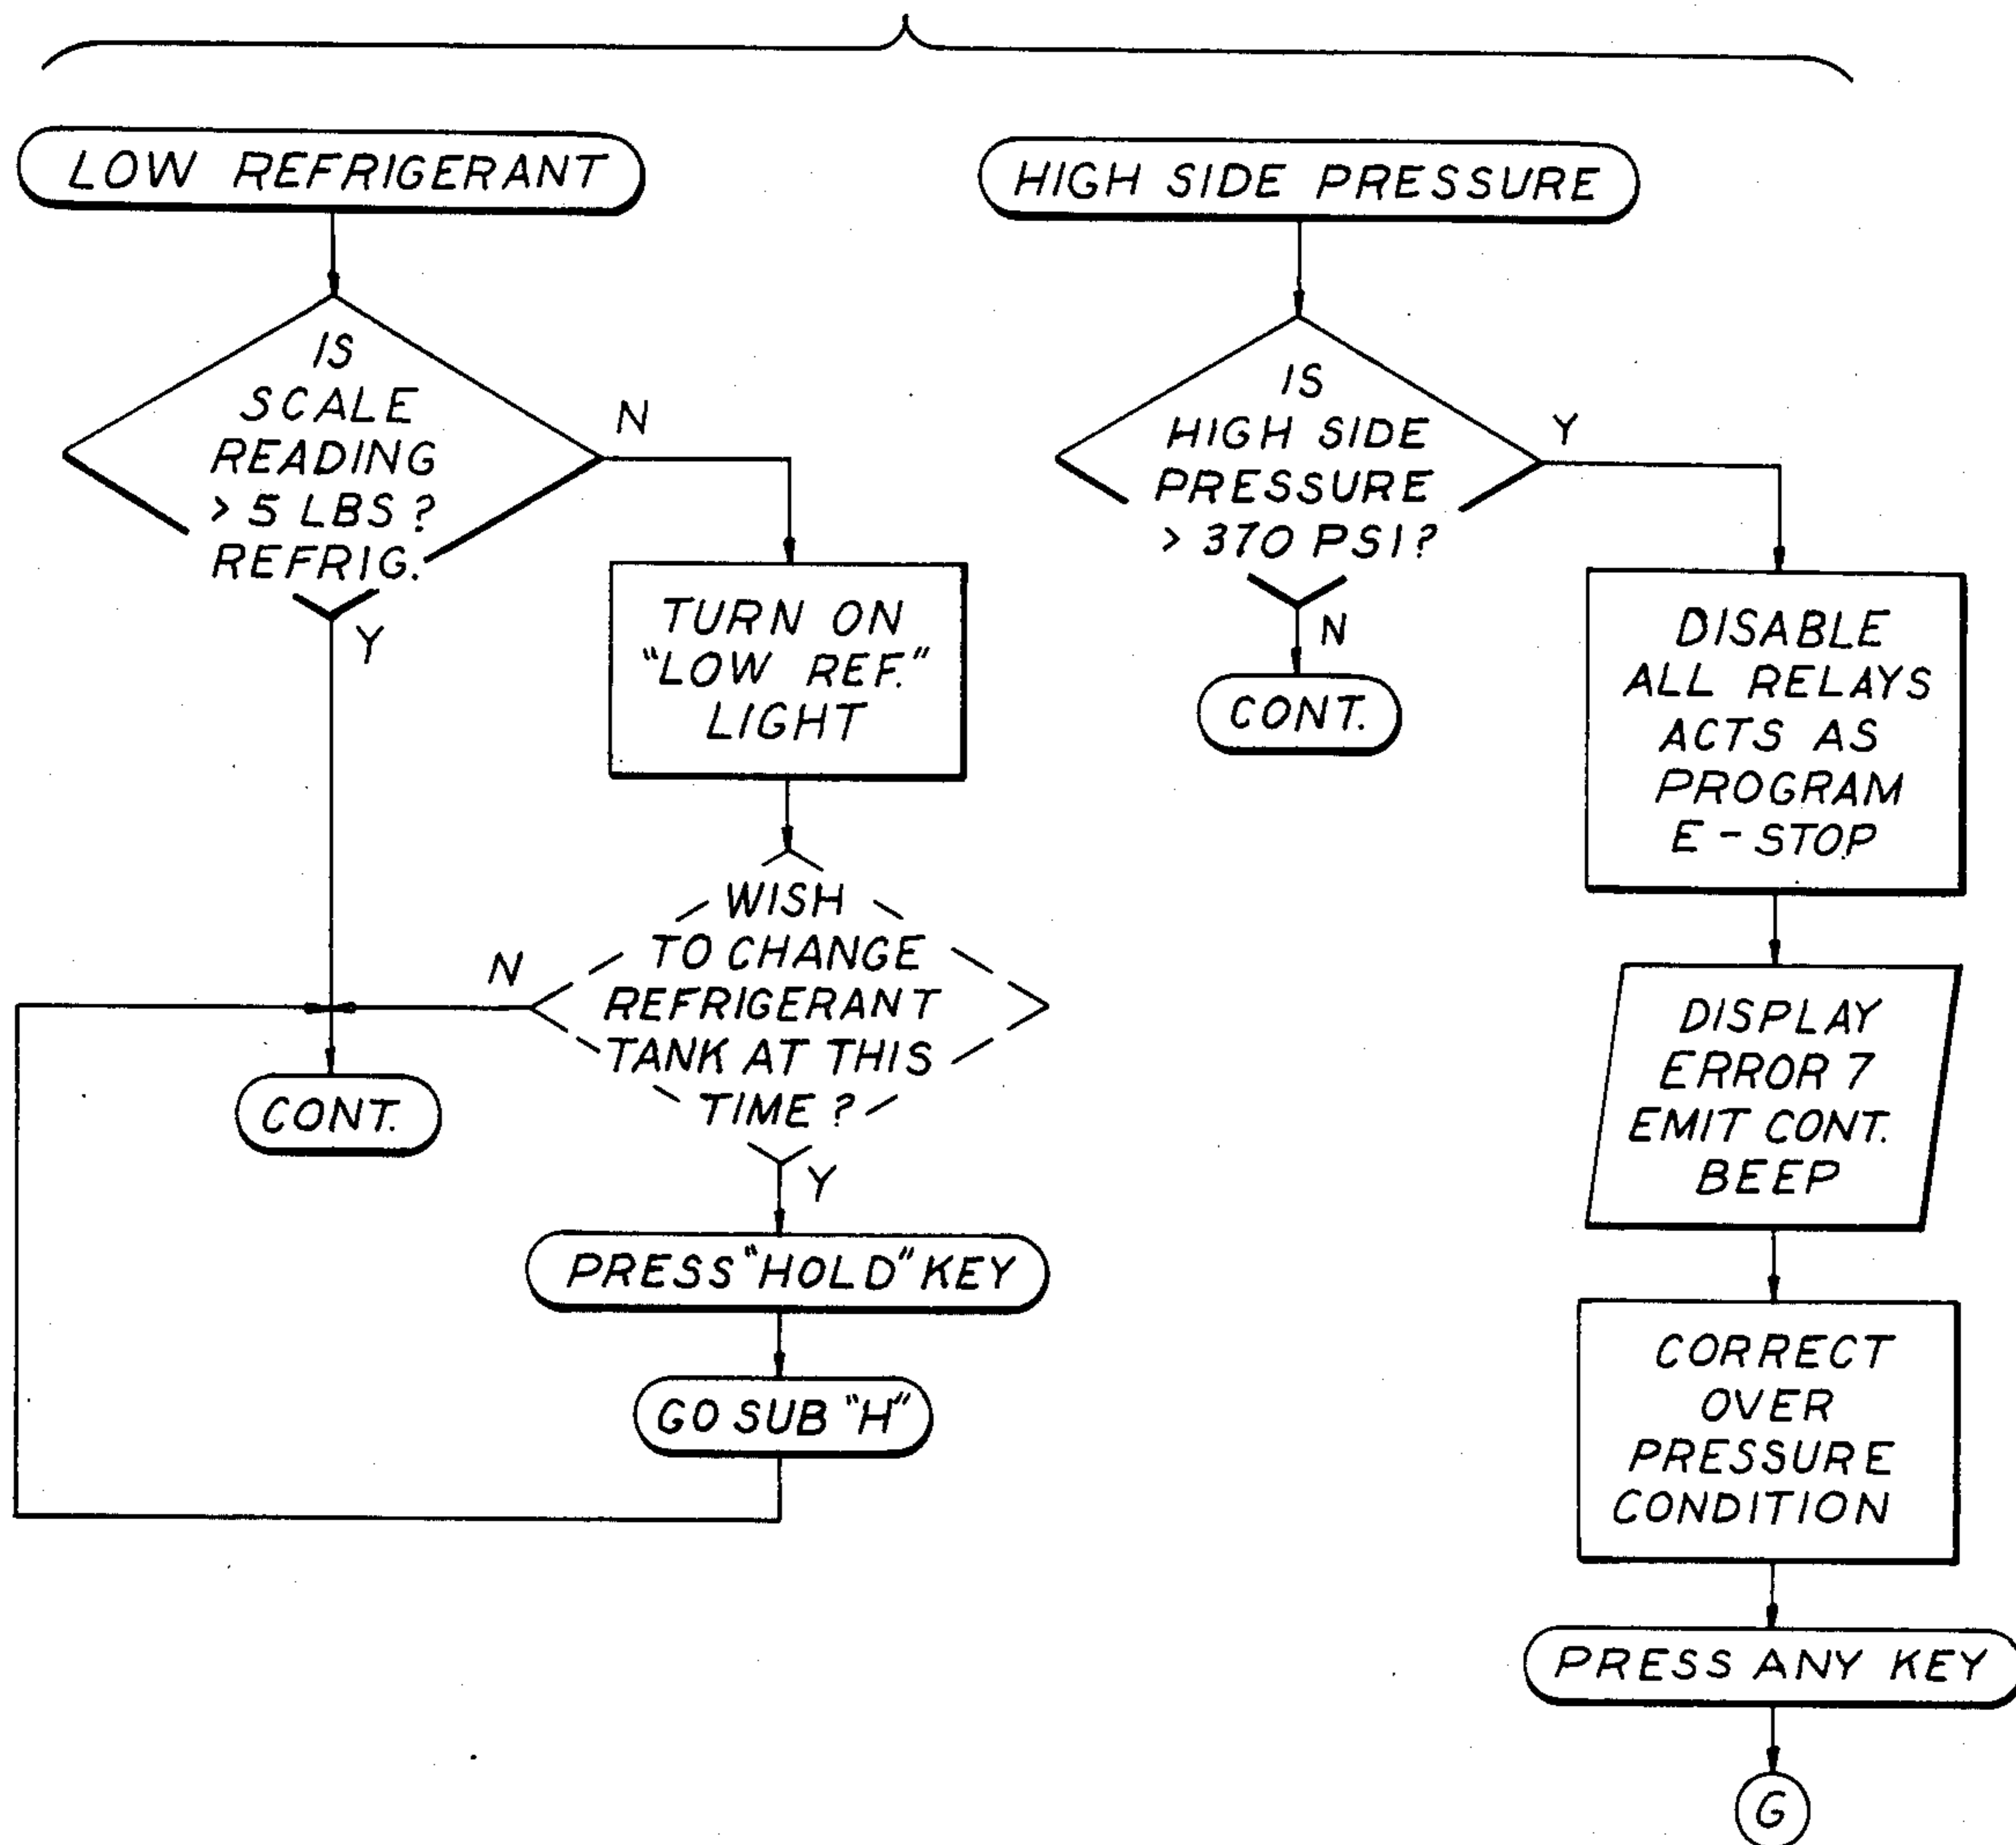 LOW REFRIGERANT
IS
SCALE
READING
> 5 LBS ?
REFRIG.
N
Y
TURN ON
"LOW REF."
LIGHT
WISH
TO CHANGE
REFRIGERANT
TANK AT THIS
TIME ?
N
Y
CONT.
PRESS "HOLD" KEY
GO SUB "H"
HIGH SIDE PRESSURE
IS
HIGH SIDE
PRESSURE
> 370 PSI ?
Y
N
CONT.
DISABLE
ALL RELAYS
ACTS AS
PROGRAM
E - STOP
DISPLAY
ERROR 7
EMIT CONT.
BEEP
CORRECT
OVER
PRESSURE
CONDITION
PRESS ANY KEY
G